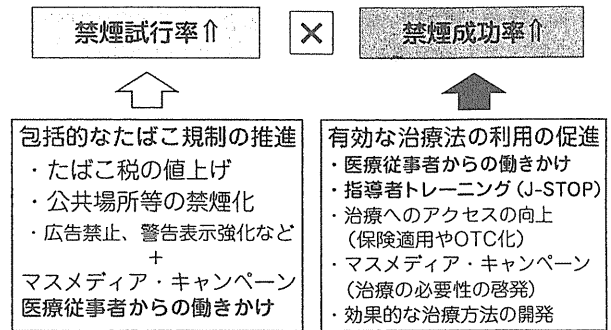 禁煙試行率⇑ × 禁煙成功率⇑
包括的なたばこ規制の推進
・たばこ税の値上げ
・公共場所等の禁煙化
・広告禁止、警告表示強化など
+
マスメディア・キャンペーン
医療従事者からの働きかけ
有効な治療法の利用の促進
・医療従事者からの働きかけ
・指導者トレーニング(J-STOP)
・治療へのアクセスの向上
(保険適用やOTC化)
・マスメディア・キャンペーン
(治療の必要性の啓発)
・効果的な治療方法の開発